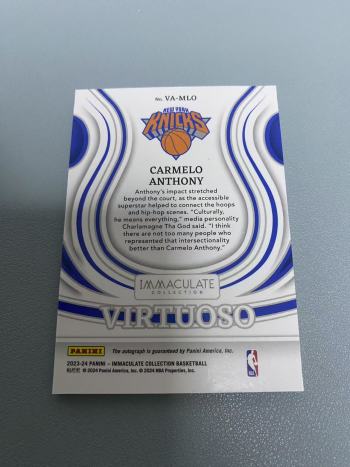 No. VA-MLO
NEW YORK
KNICKS
CARMELO
ANTHONY
Anthony's impact stretched
beyond the court, as the accessible
superstar helped to connect the hoops
and hip-hop scenes. "Culturally,
he means everything," media personality
Charlamagne Tha God said. "I think
there are not too many people who
represented that intersectionality
better than Carmelo Anthony."
IMMACULATE
COLLECTION
VIRTUOSO
PANINI
The autograph is guaranteed by Panini America, Inc.
2023-24 PANINI – IMMACULATE COLLECTION BASKETBALL
© 2024 Panini America, Inc. © 2024 NBA Properties, Inc.
NBA